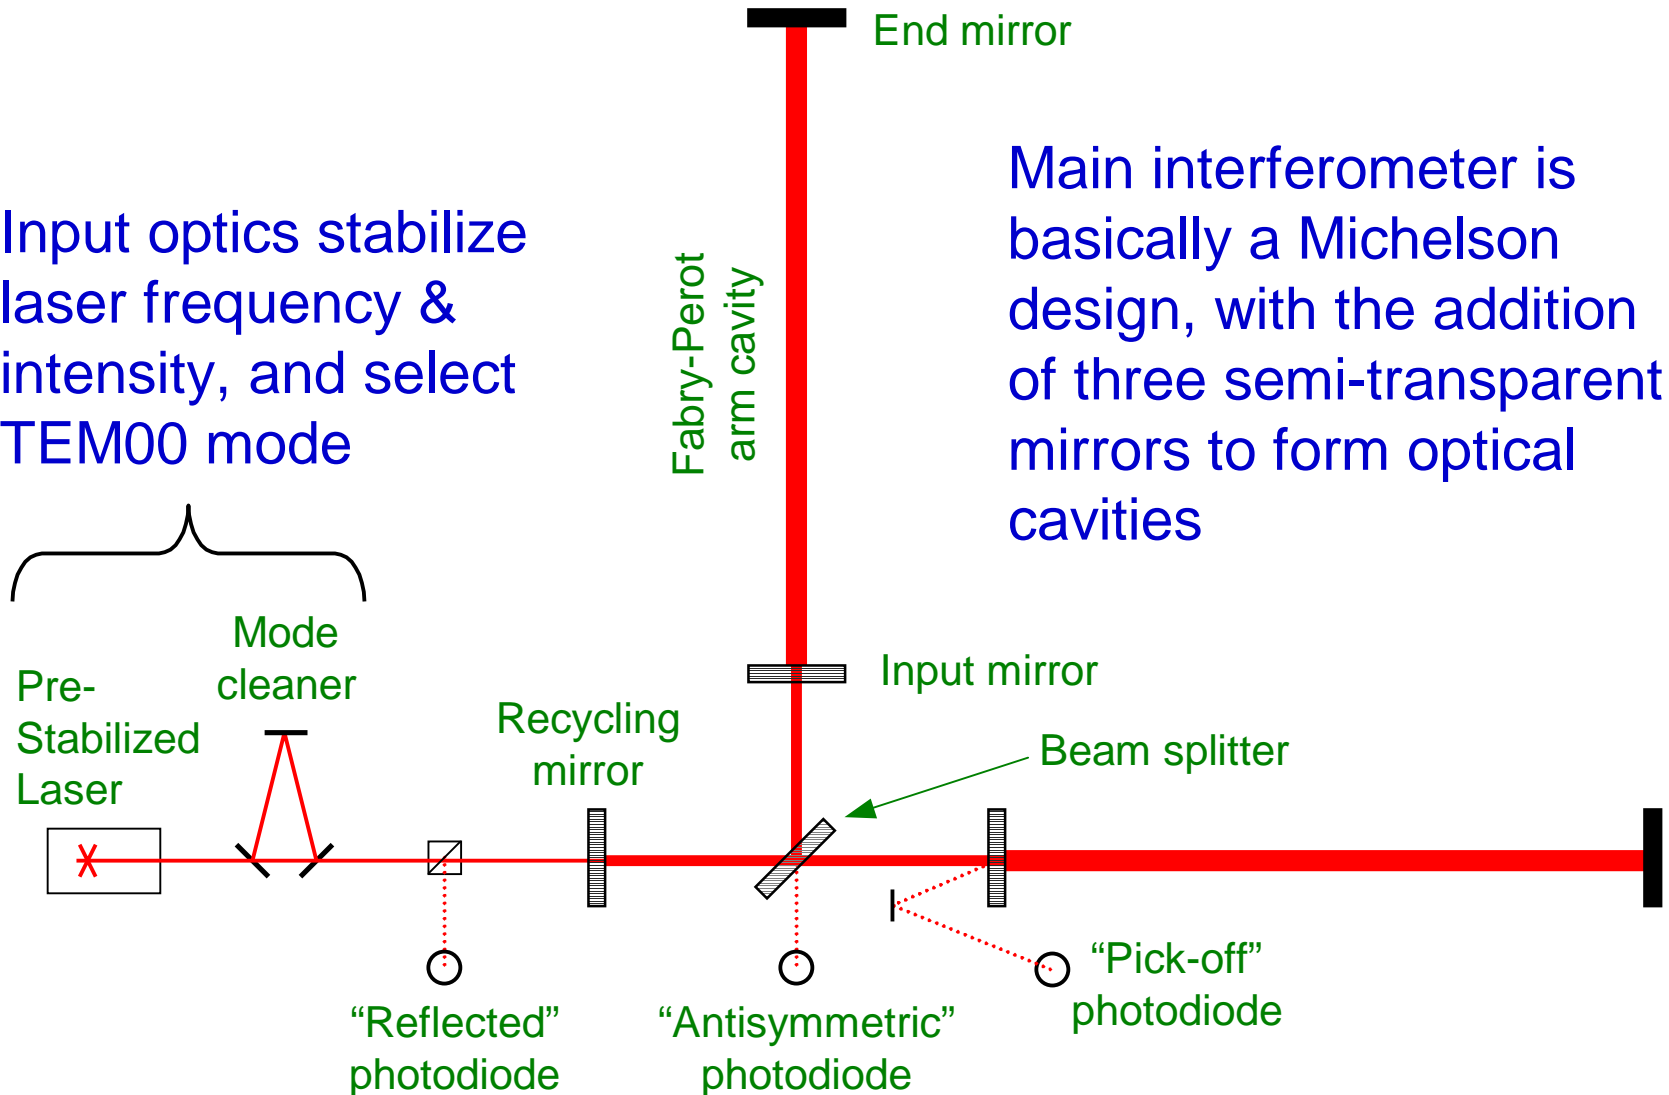 End mirror
Input optics stabilize
laser frequency &
intensity, and select
TEM00 mode
Main interferometer is
basically a Michelson
design, with the addition
of three semi-transparent
mirrors to form optical
cavities
Fabry-Perot
arm cavity
Mode
cleaner
Pre-
Stabilized
Laser
Recycling
mirror
Input mirror
Beam splitter
“Reflected”
photodiode
“Antisymmetric”
photodiode
“Pick-off”
photodiode